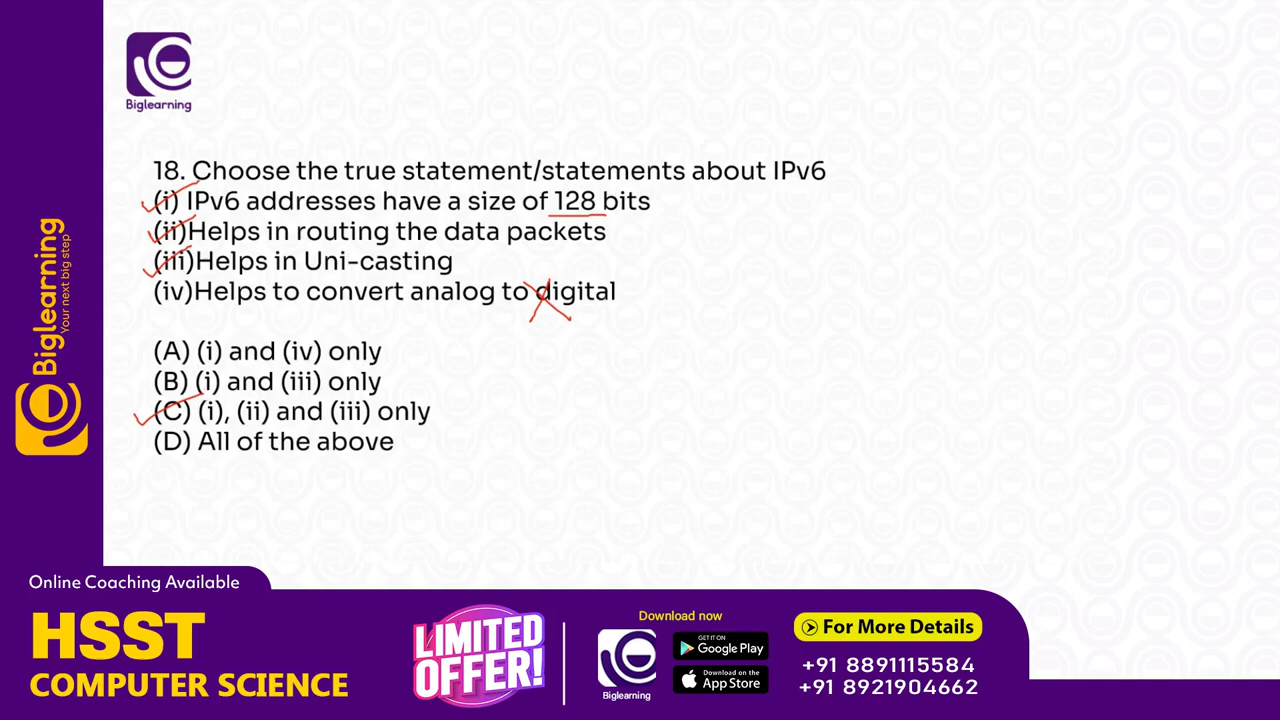 Biglearning
18. Choose the true statement/statements about IPv6
(i) IPv6 addresses have a size of 128 bits
(ii)Helps in routing the data packets
(iii)Helps in Uni-casting
(iv)Helps to convert analog to digital
(A) (i) and (iv) only
(B) (i) and (iii) only
(C) (i), (ii) and (iii) only
(D) All of the above
Biglearning
Your next big step
Online Coaching Available
HSST
COMPUTER SCIENCE
LIMITED
OFFER!
Download now
Biglearning
GET IT ON
Google Play
Download on the
App Store
For More Details
+91 8891115584
+91 8921904662